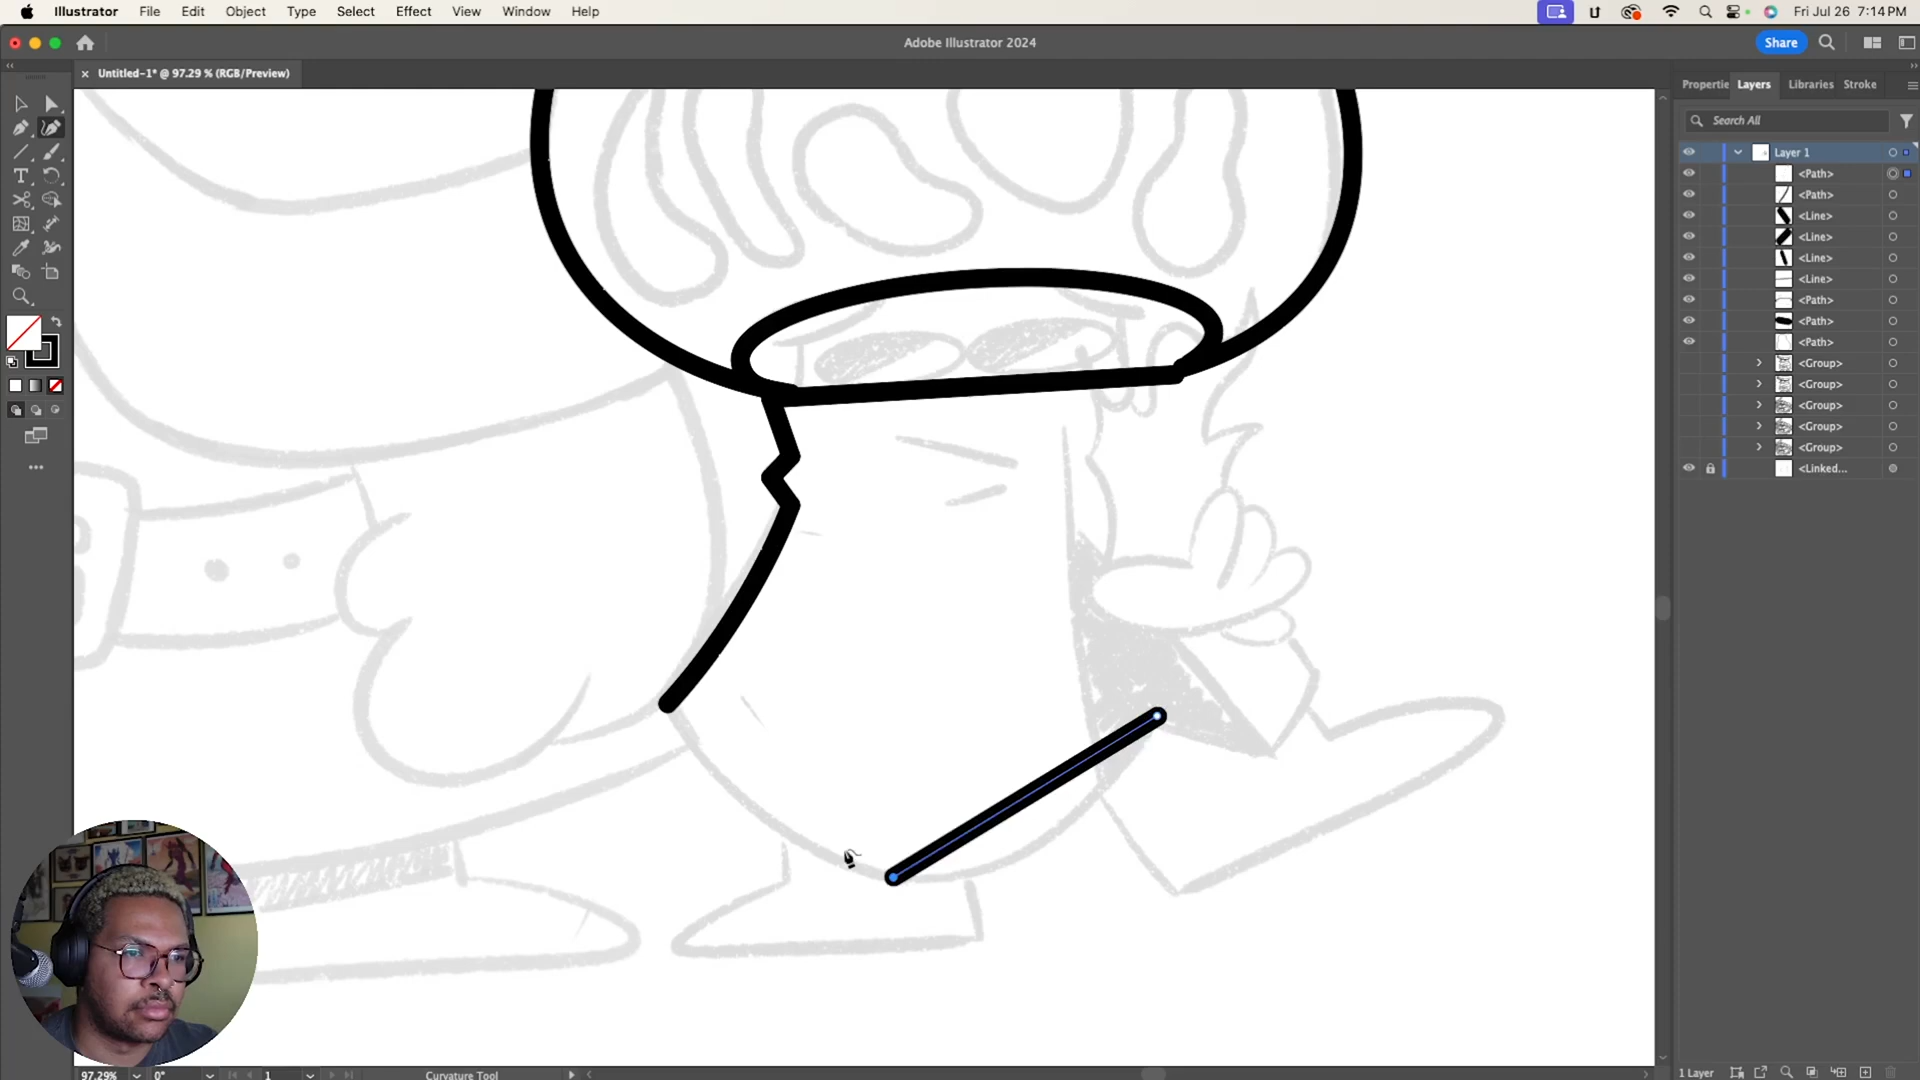 Illustrator File Edit Object Type Select Effect View Window Help Fri Jul 26 7:14 PM
Adobe Illustrator 2024 Share
Untitled-1* @ 97.29 % (RGB/Preview)
Propertie Layers Libraries Stroke
Search All
Layer 1
<Path>
<Path>
<Line>
<Line>
<Line>
<Line>
<Path>
<Path>
<Path>
<Group>
<Group>
<Group>
<Group>
<Group>
<Linked...
97.29% 0° 1 Curvature Tool 1 Layer